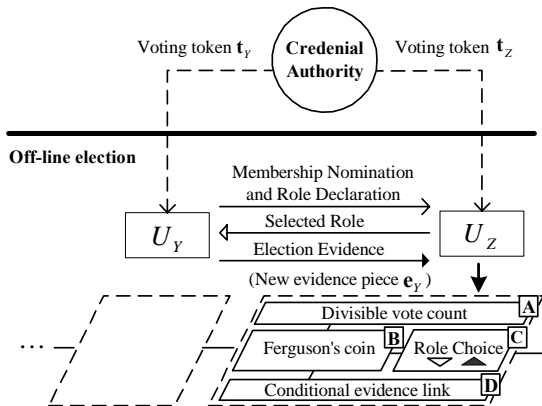 Voting token t_Y
Credenial
Authority
Voting token t_Z
Off-line election
Membership Nomination
and Role Declaration
Selected Role
U_Y
U_Z
Election Evidence
(New evidence piece e_Y)
A
Divisible vote count
B
C
Ferguson's coin
Role Choice
...
Conditional evidence link
D